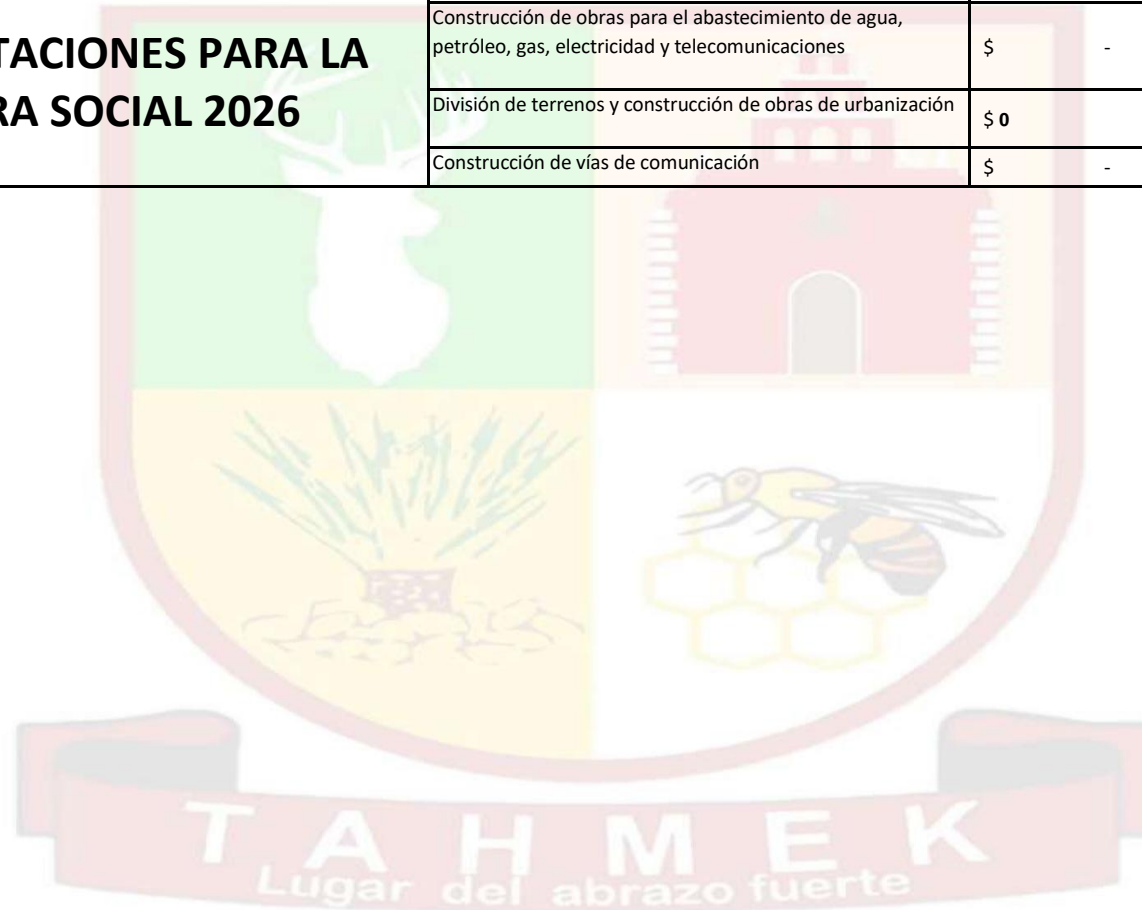 TACIONES PARA LA
RA SOCIAL 2026
Construcción de obras para el abastecimiento de agua,
petróleo, gas, electricidad y telecomunicaciones $ -
División de terrenos y construcción de obras de urbanización $ 0
Construcción de vías de comunicación $ -
TAHMEK
Lugar del abrazo fuerte